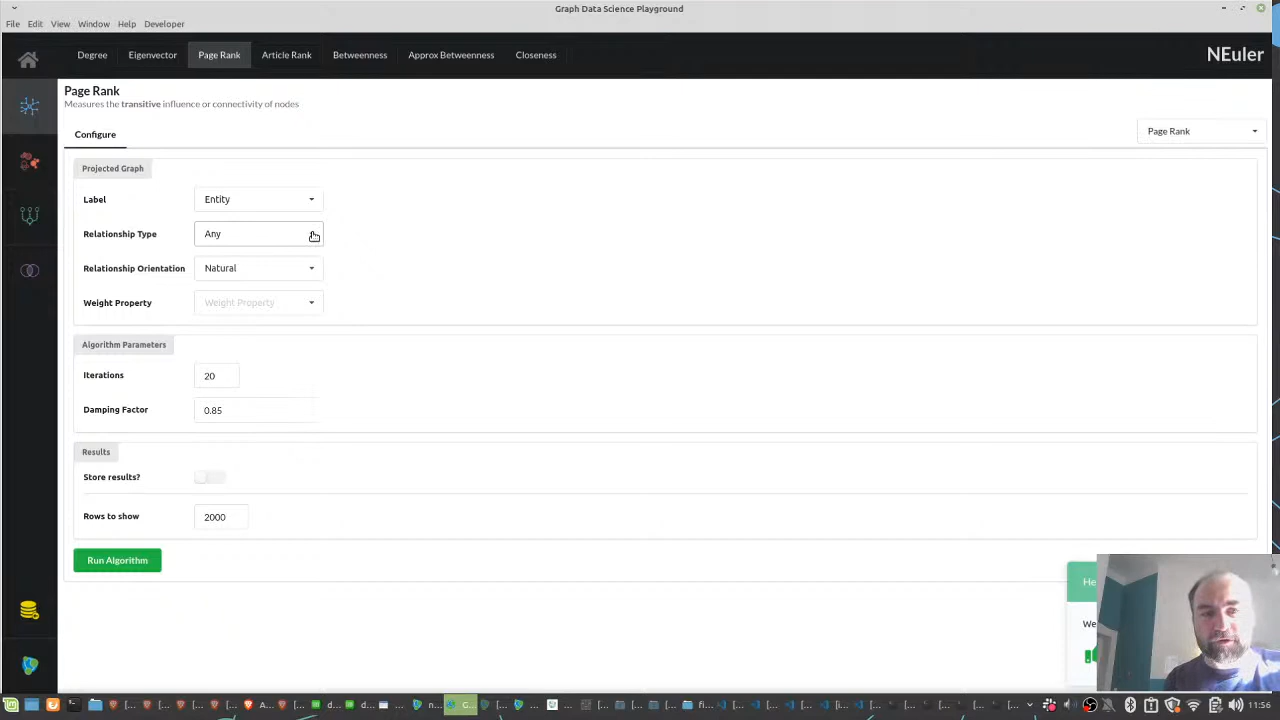 Graph Data Science Playground
File Edit View Window Help Developer
Degree Eigenvector Page Rank Article Rank Betweenness Approx Betweenness Closeness NEuler
Page Rank
Measures the transitive influence or connectivity of nodes
Configure
Page Rank
Projected Graph
Label Entity
Relationship Type Any
Relationship Orientation Natural
Weight Property Weight Property
Algorithm Parameters
Iterations 20
Damping Factor 0.85
Results
Store results?
Rows to show 2000
Run Algorithm
He
We
G...
11:56